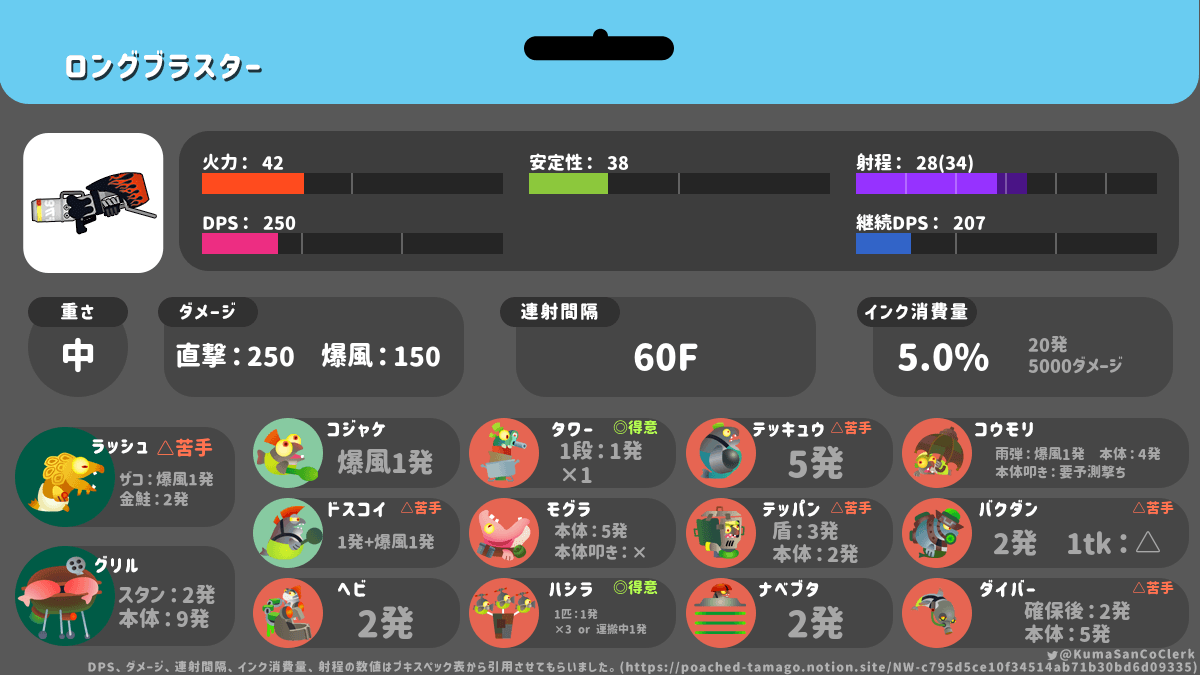 ロングブラスター
火力： 42
安定性： 38
射程： 28(34)
DPS： 250
継続DPS： 207
重さ
中
ダメージ
直撃：250 爆風：150
連射間隔
60F
インク消費量
5.0%
20発
5000ダメージ
ラッシュ △苦手
ザコ：爆風1発
金鮭：2発
グリル
スタン：2発
本体：9発
コジャケ
爆風1発
タワー ◎得意
1段：1発
×1
テッキュウ △苦手
5発
コウモリ
雨弾：爆風1発 本体：4発
本体叩き：要予測撃ち
ドスコイ △苦手
1発+爆風1発
モグラ
本体：5発
本体叩き：×
テッパン △苦手
盾：3発
本体：2発
バクダン △苦手
2発 1tk：△
ヘビ
2発
ハシラ ◎得意
1匹：1発
×3 or 運搬中1発
ナベブタ
2発
ダイバー △苦手
確保後：2発
本体：5発
@KumaSanCoClerk
DPS、ダメージ、連射間隔、インク消費量、射程の数値はブキスペック表から引用させてもらいました。(https://poached-tamago.notion.site/NW-c795d5ce10f34514ab71b30bd6d09335)